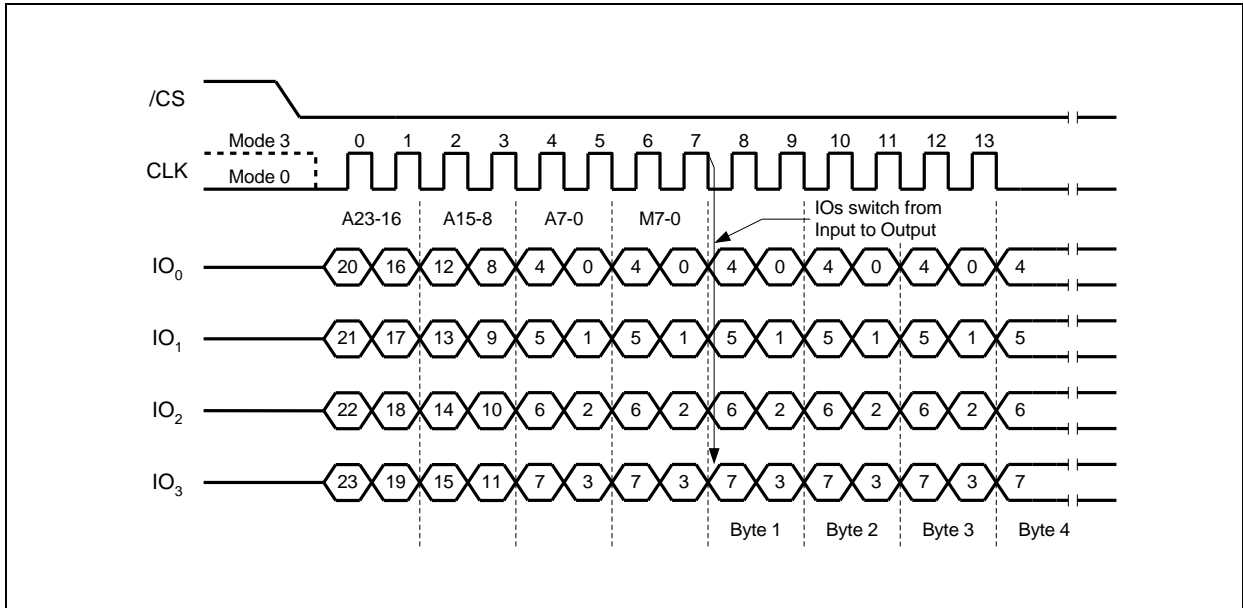 /CS
Mode 3 0 1 2 3 4 5 6 7 8 9 10 11 12 13
CLK
Mode 0
A23-16 A15-8 A7-0 M7-0
IOs switch from
Input to Output
IO0 20 16 12 8 4 0 4 0 4 0 4 0 4 0 4
IO1 21 17 13 9 5 1 5 1 5 1 5 1 5 1 5
IO2 22 18 14 10 6 2 6 2 6 2 6 2 6 2 6
IO3 23 19 15 11 7 3 7 3 7 3 7 3 7 3 7
Byte 1 Byte 2 Byte 3 Byte 4